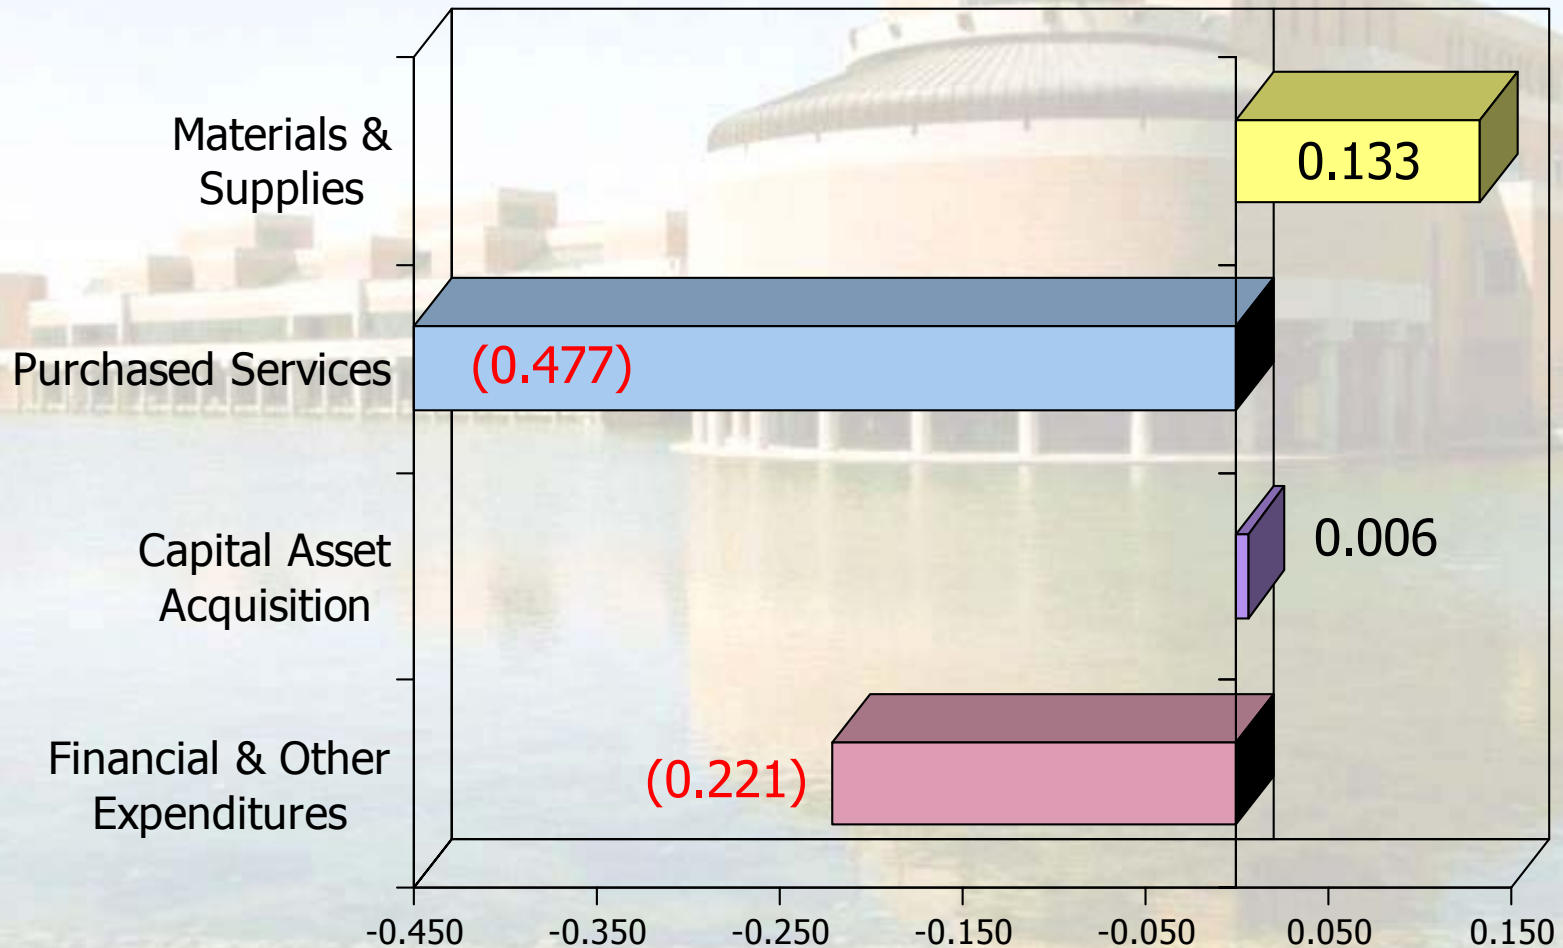 Materials &
Supplies
0.133
Purchased Services
(0.477)
Capital Asset
Acquisition
0.006
Financial & Other
Expenditures
(0.221)
-0.450 -0.350 -0.250 -0.150 -0.050 0.050 0.150